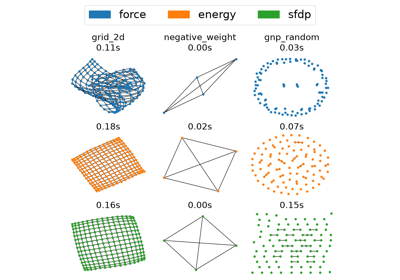 force energy sfdp
grid_2d negative_weight gnp_random
0.11s 0.00s 0.03s
0.18s 0.02s 0.07s
0.16s 0.00s 0.15s